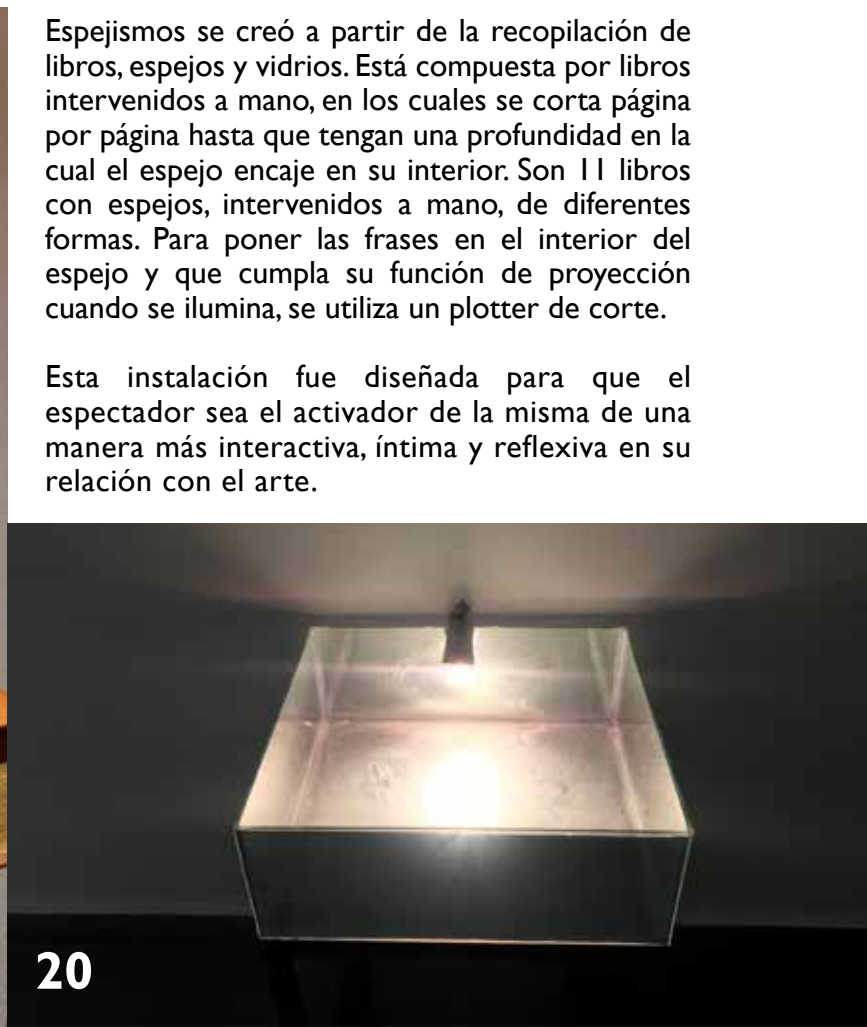 Espejismos se creó a partir de la recopilación de
libros, espejos y vidrios. Está compuesta por libros
intervenidos a mano, en los cuales se corta página
por página hasta que tengan una profundidad en la
cual el espejo encaje en su interior. Son 11 libros
con espejos, intervenidos a mano, de diferentes
formas. Para poner las frases en el interior del
espejo y que cumpla su función de proyección
cuando se ilumina, se utiliza un plotter de corte.
Esta instalación fue diseñada para que el
espectador sea el activador de la misma de una
manera más interactiva, íntima y reflexiva en su
relación con el arte.
20